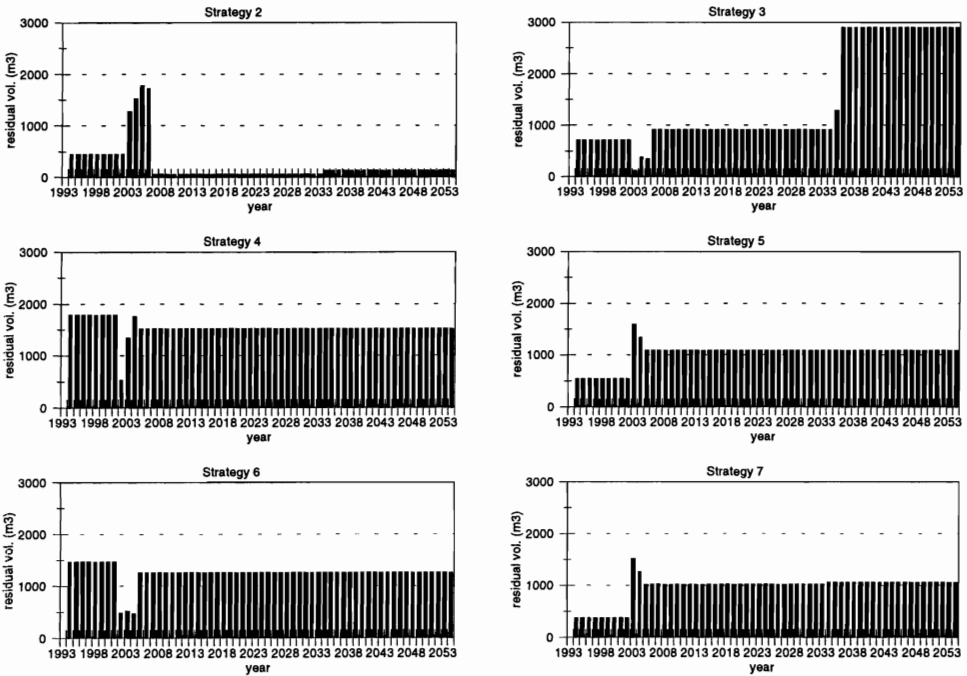 Strategy 2
3000
2000
1000
0
residual vol. (m3)
1993 1998 2003 2008 2013 2018 2023 2028 2033 2038 2043 2048 2053
year
Strategy 3
3000
2000
1000
0
residual vol. (m3)
1993 1998 2003 2008 2013 2018 2023 2028 2033 2038 2043 2048 2053
year
Strategy 4
3000
2000
1000
0
residual vol. (m3)
1993 1998 2003 2008 2013 2018 2023 2028 2033 2038 2043 2048 2053
year
Strategy 5
3000
2000
1000
0
residual vol. (m3)
1993 1998 2003 2008 2013 2018 2023 2028 2033 2038 2043 2048 2053
year
Strategy 6
3000
2000
1000
0
residual vol. (m3)
1993 1998 2003 2008 2013 2018 2023 2028 2033 2038 2043 2048 2053
year
Strategy 7
3000
2000
1000
0
residual vol. (m3)
1993 1998 2003 2008 2013 2018 2023 2028 2033 2038 2043 2048 2053
year